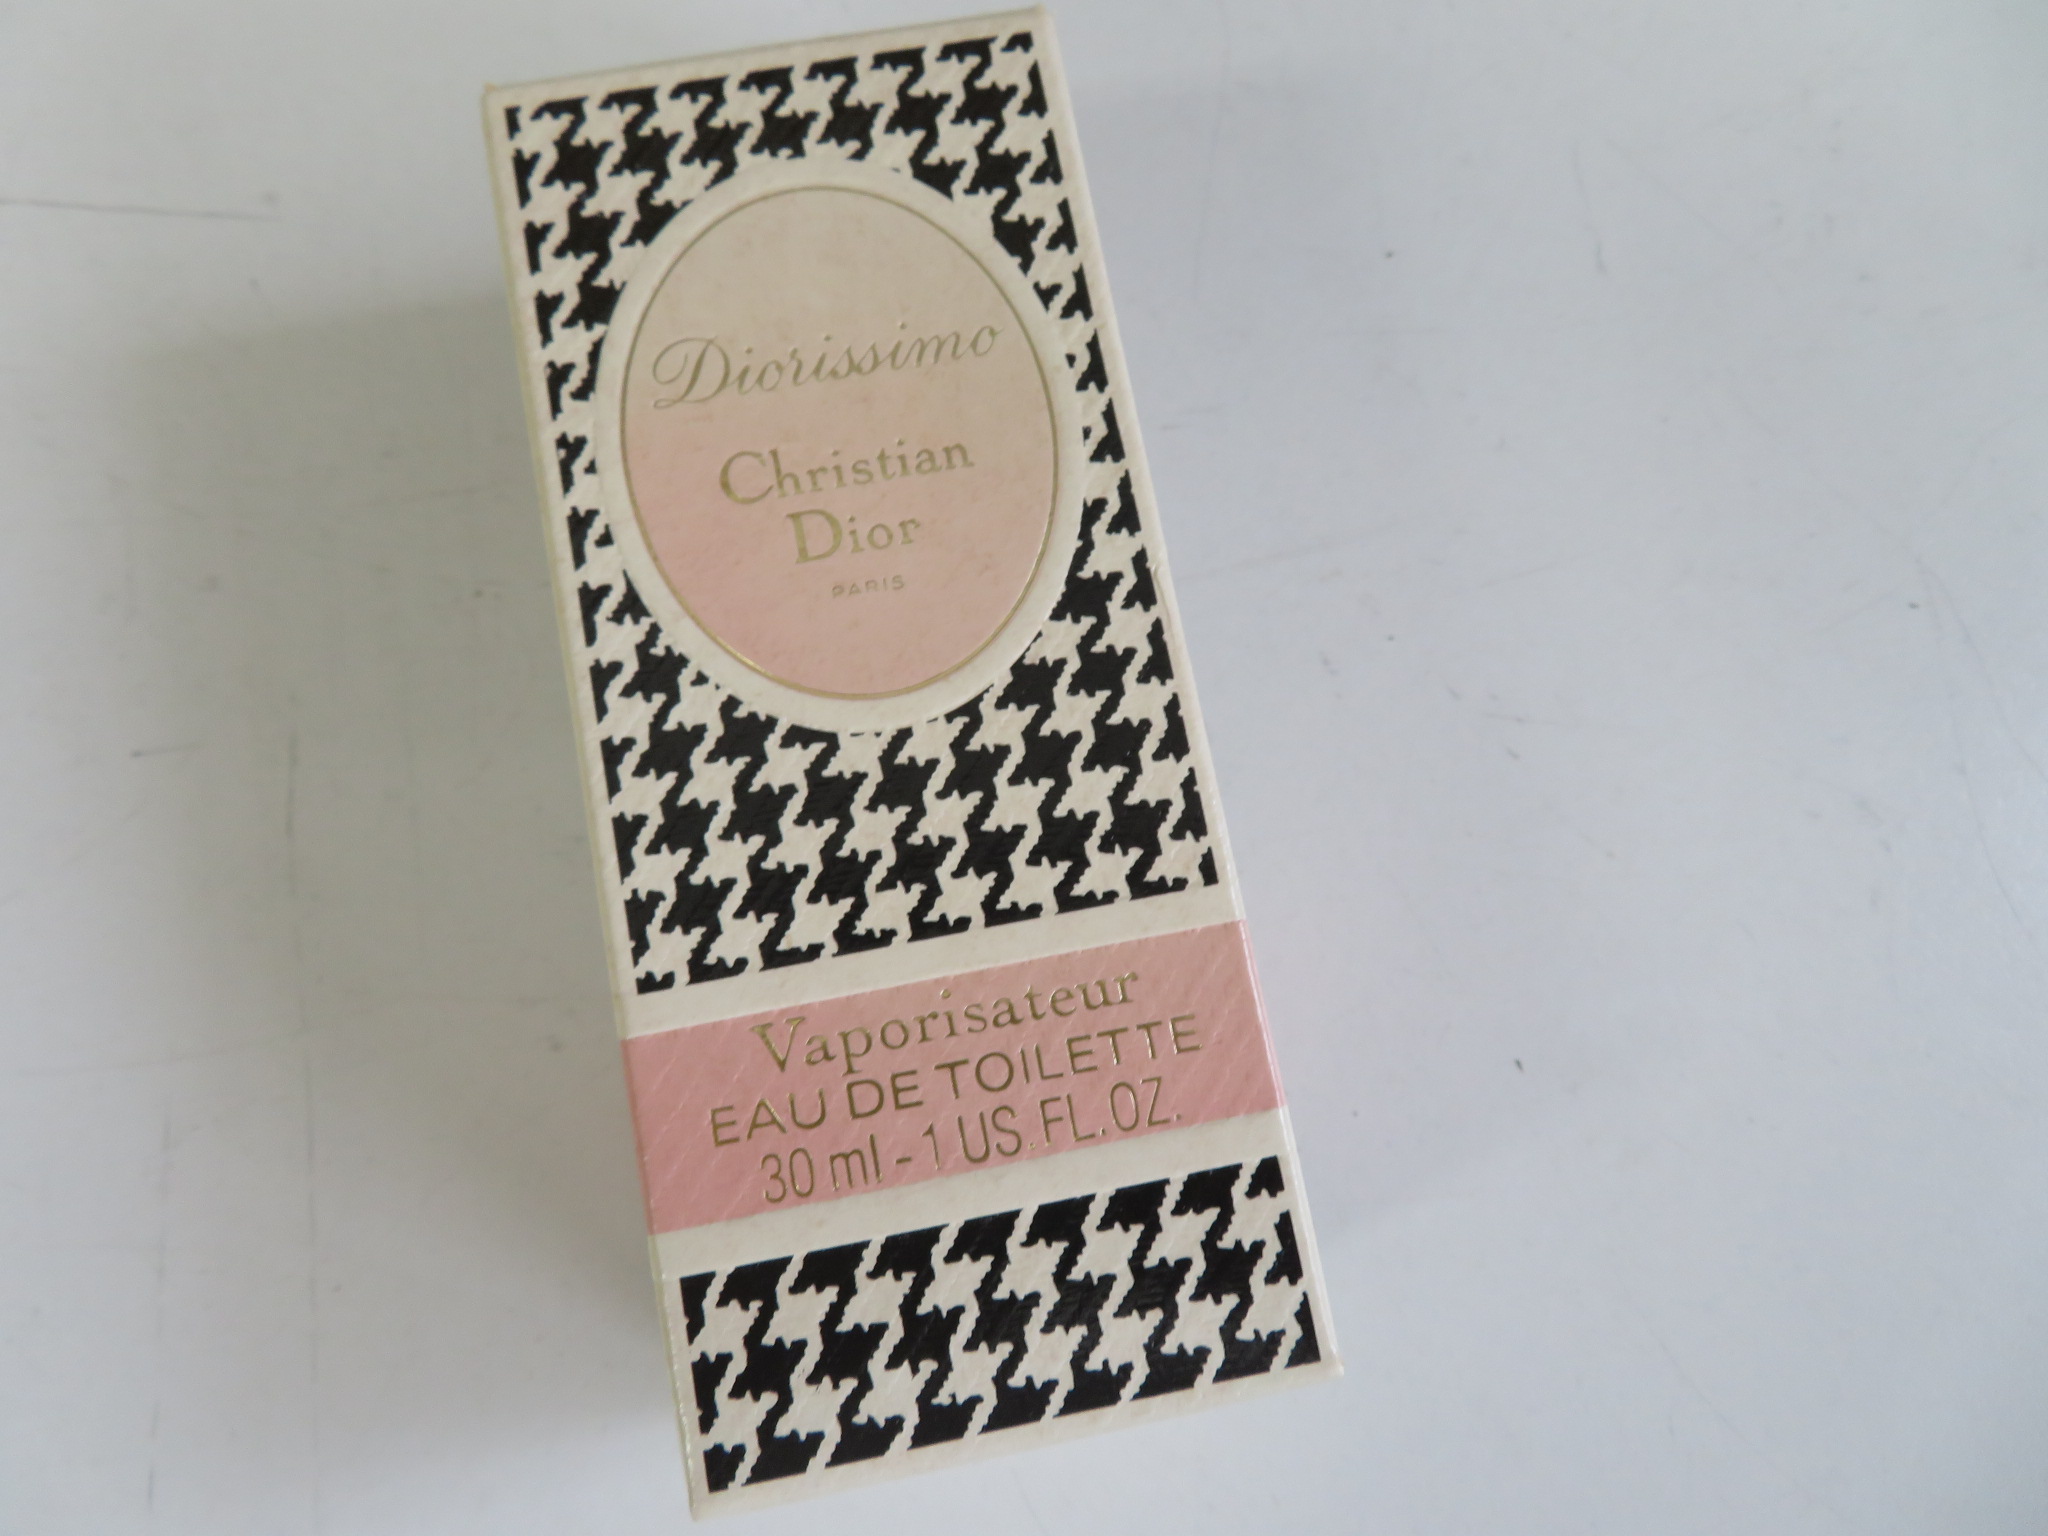 Diorissimo
Christian
Dior
PARIS
Vaporisateur
EAU DE TOILETTE
30 ml - 1 US.FL.OZ.